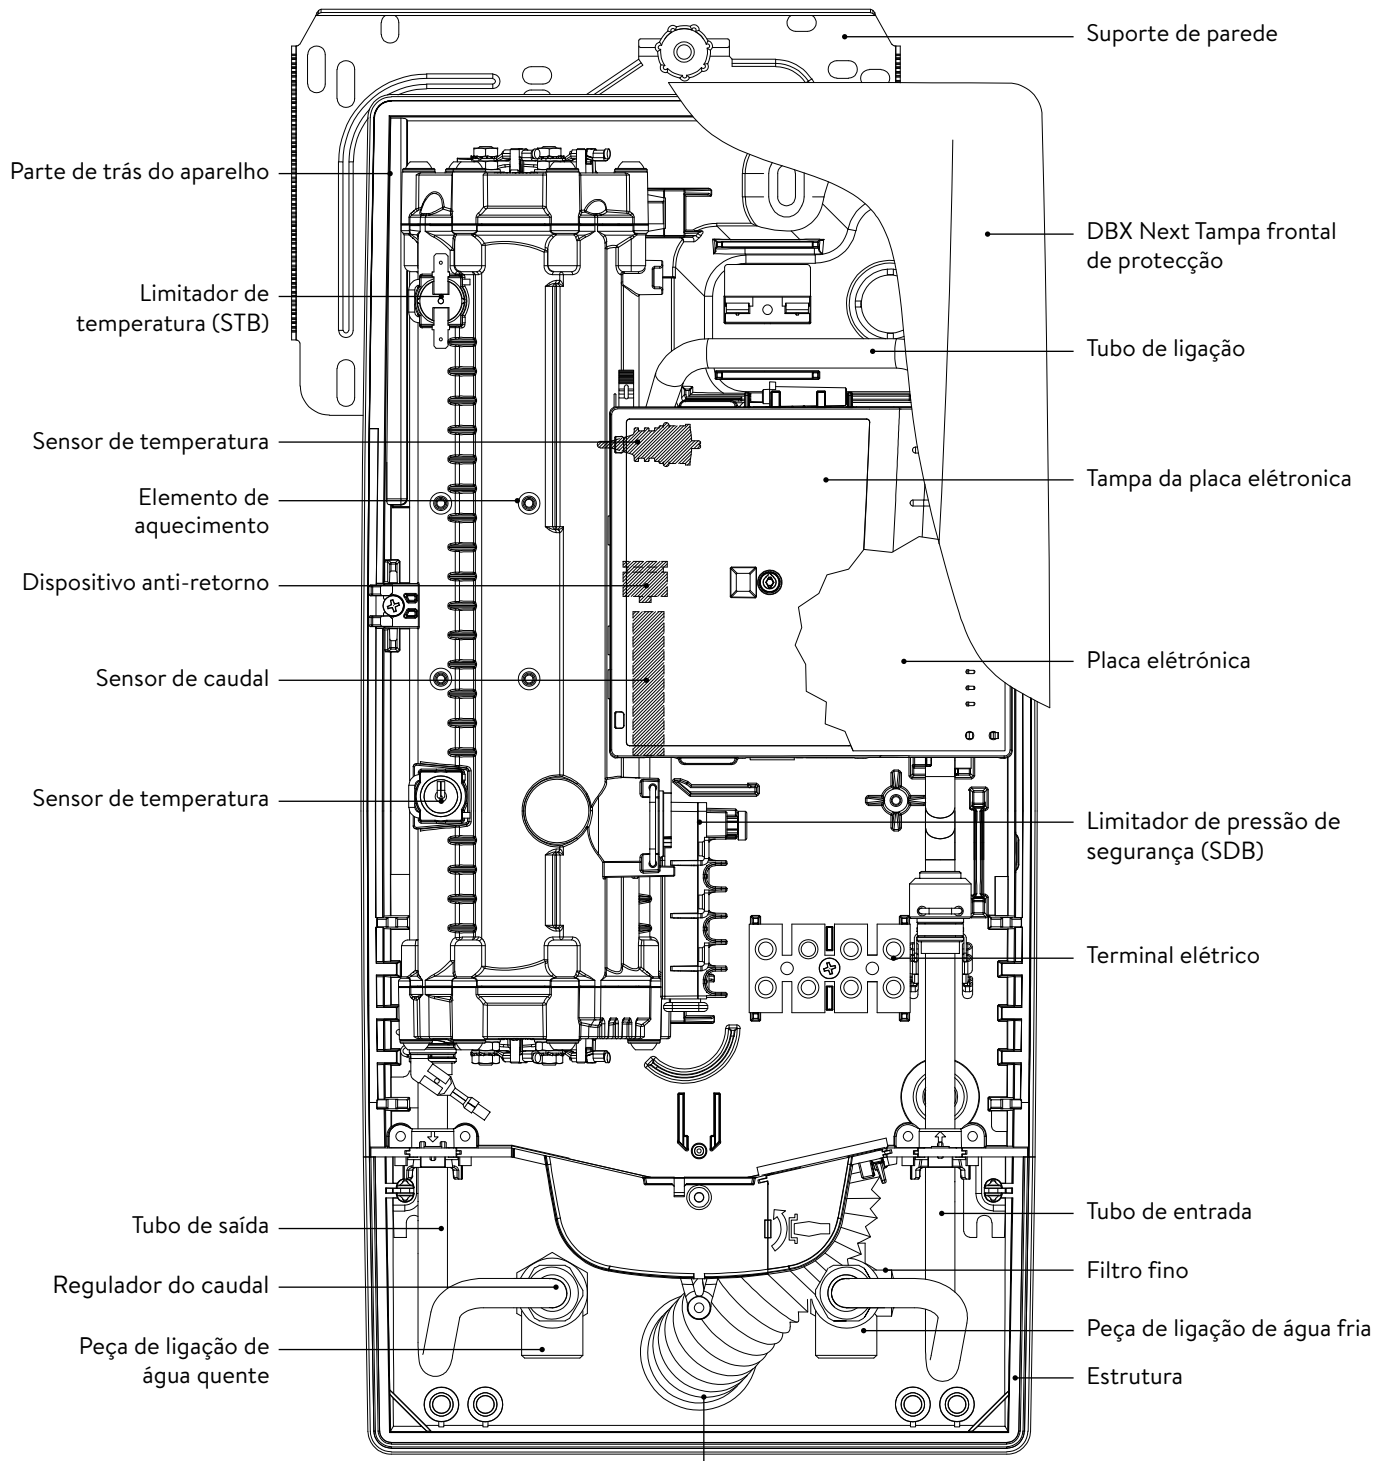 Suporte de parede
Parte de trás do aparelho
DBX Next Tampa frontal
de protecção
Limitador de
temperatura (STB)
Tubo de ligação
Sensor de temperatura
Tampa da placa elétronica
Elemento de
aquecimento
Dispositivo anti-retorno
Placa elétrónica
Sensor de caudal
Sensor de temperatura
Limitador de pressão de
segurança (SDB)
Terminal elétrico
Tubo de saída
Tubo de entrada
Regulador do caudal
Filtro fino
Peça de ligação de
água quente
Peça de ligação de água fria
Estrutura